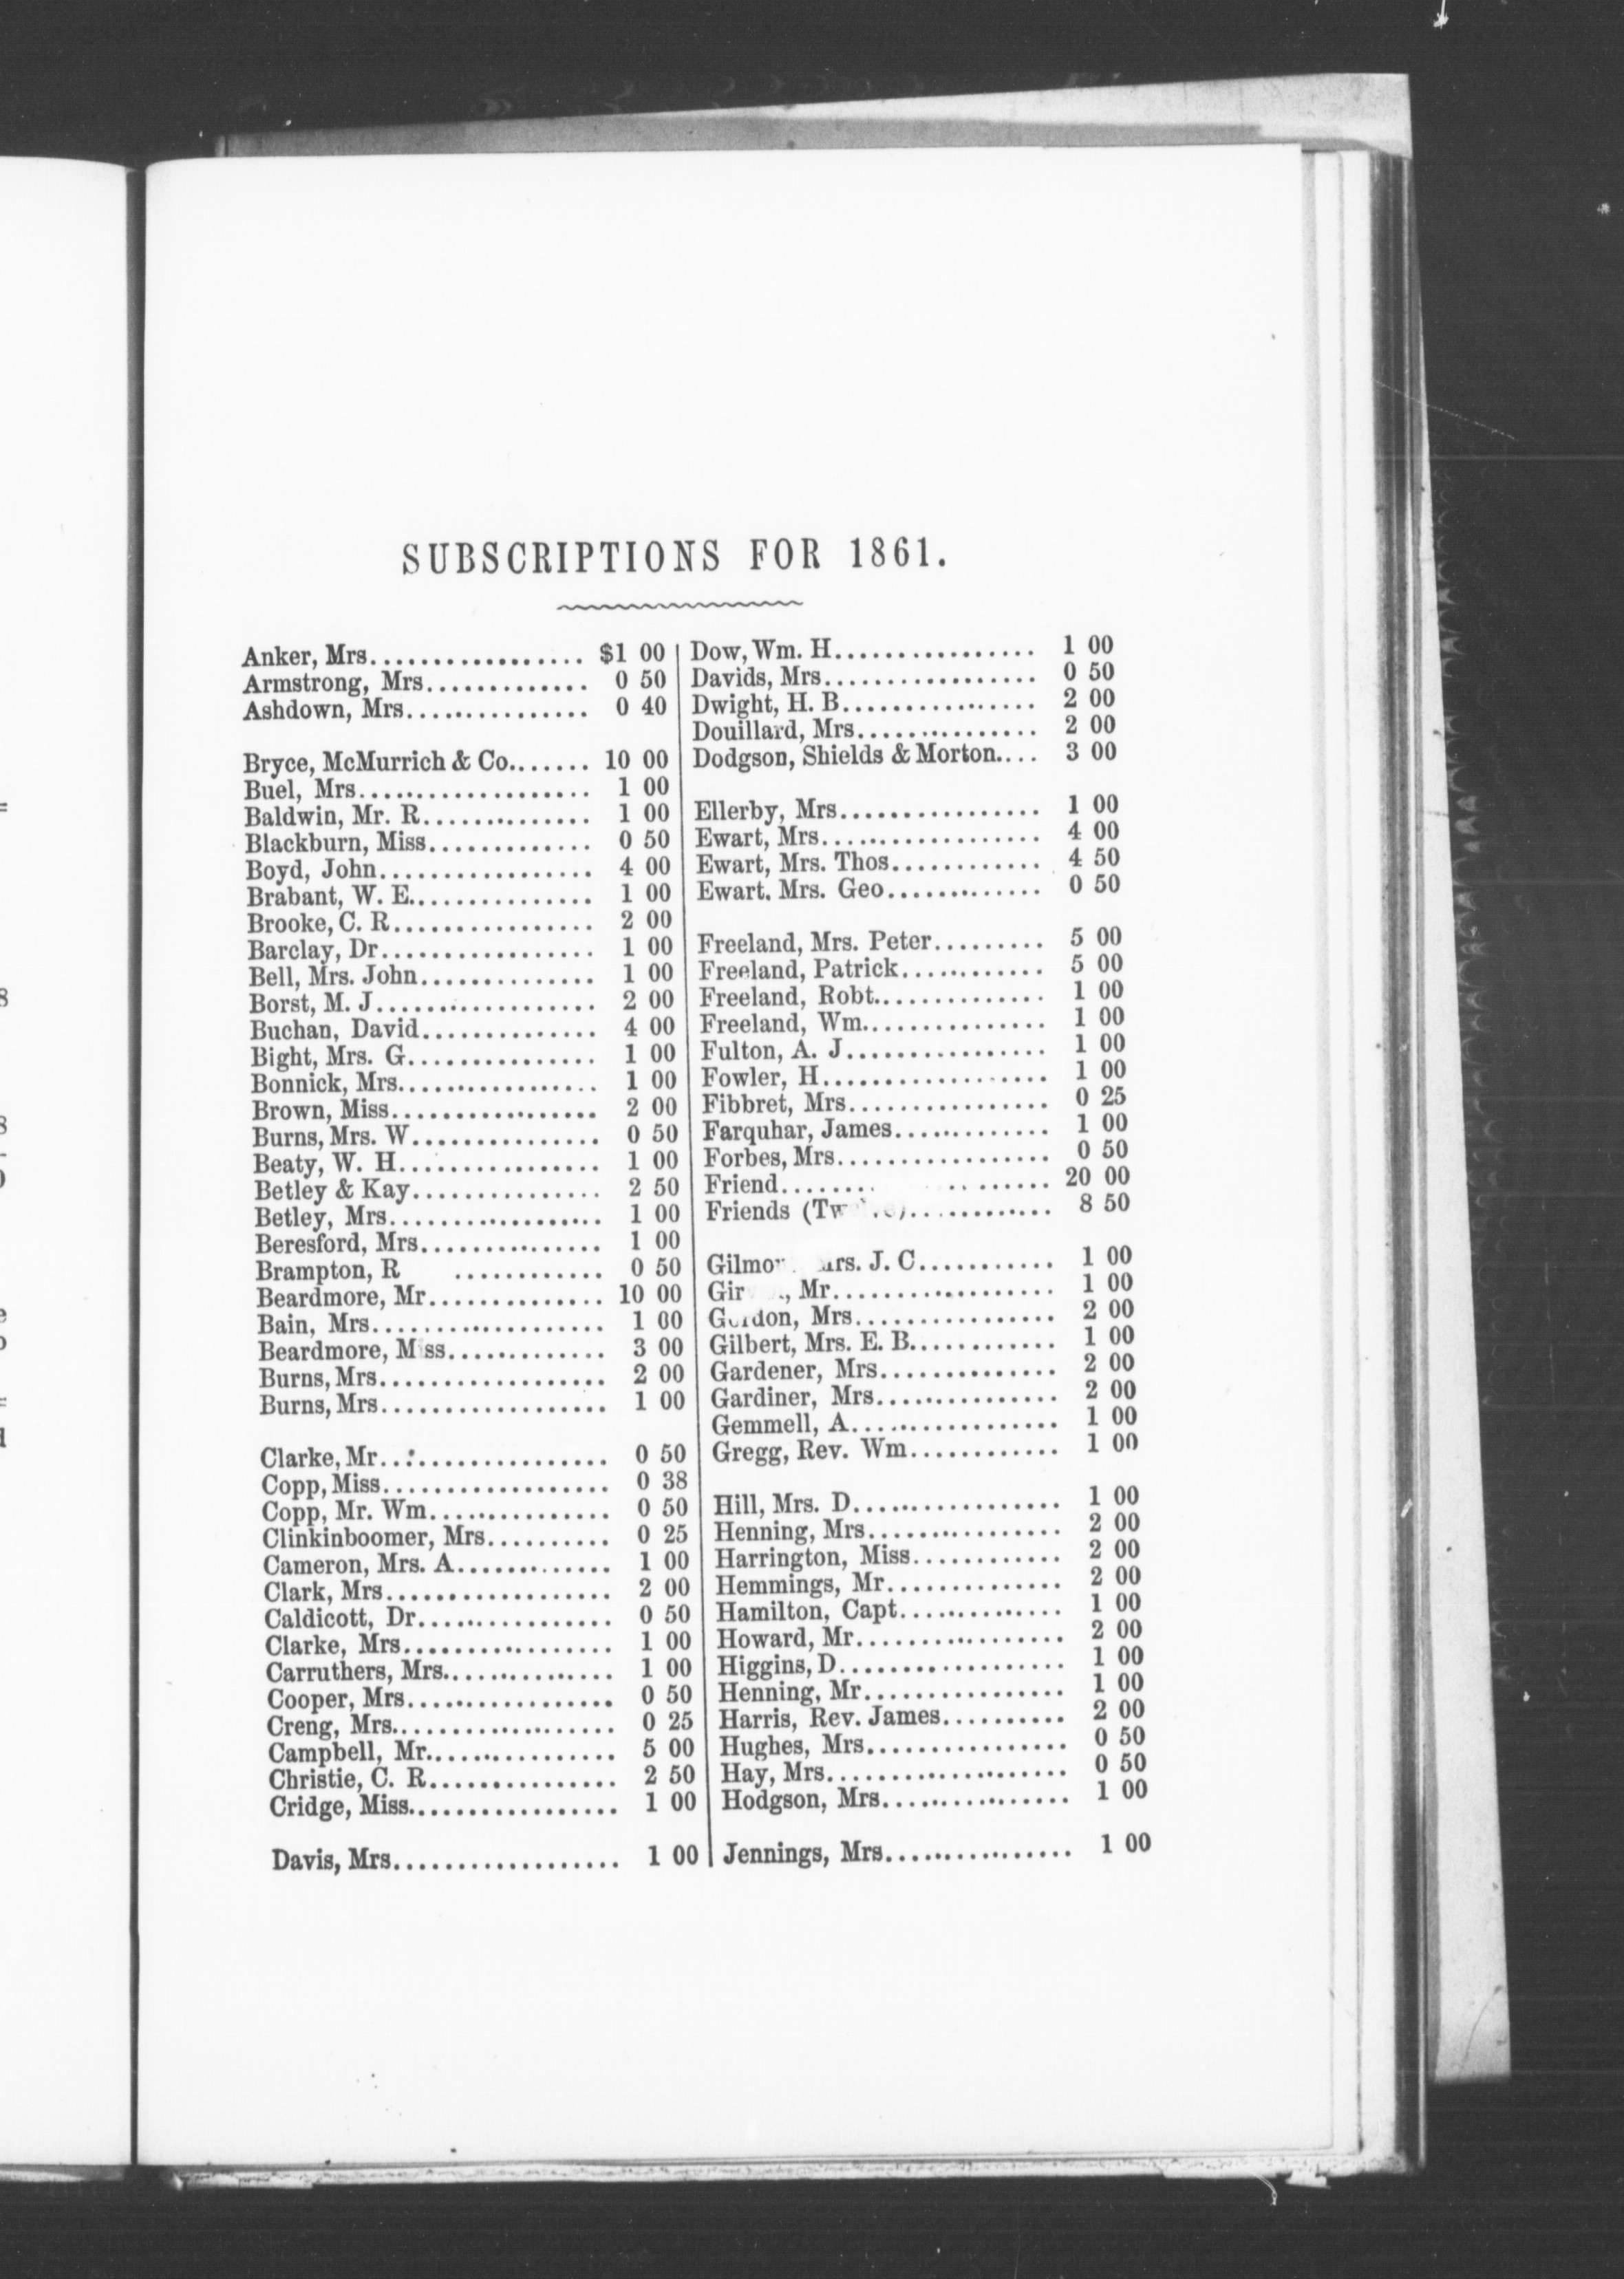 SUBSCRIPTIONS FOR 1861.
Anker, Mrs.................. $1 00
Armstrong, Mrs............. 0 50
Ashdown, Mrs............... 0 40
Bryce, McMurrich & Co....... 10 00
Buel, Mrs................... 1 00
Baldwin, Mr. R.............. 1 00
Blackburn, Miss............. 0 50
Boyd, John.................. 4 00
Brabant, W. E............... 1 00
Brooke, C. R................ 2 00
Barclay, Dr................. 1 00
Bell, Mrs. John.............. 1 00
Borst, M. J.................. 2 00
Buchan, David............... 4 00
Bight, Mrs. G............... 1 00
Bonnick, Mrs................ 1 00
Brown, Miss................. 2 00
Burns, Mrs. W............... 0 50
Beaty, W. H................. 1 00
Betley & Kay............... 2 50
Betley, Mrs................. 1 00
Beresford, Mrs............... 1 00
Brampton, R ............ 0 50
Beardmore, Mr.............. 10 00
Bain, Mrs................... 1 00
Beardmore, M ss............. 3 00
Burns, Mrs.................. 2 00
Burns, Mrs.................. 1 00
Clarke, Mr.................. 0 50
Copp, Miss.................. 0 38
Copp, Mr. Wm............... 0 50
Clinkinboomer, Mrs.......... 0 25
Cameron, Mrs. A............. 1 00
Clark, Mrs.................. 2 00
Caldicott, Dr................ 0 50
Clarke, Mrs................. 1 00
Carruthers, Mrs.............. 1 00
Cooper, Mrs................. 0 50
Creng, Mrs.................. 0 25
Campbell, Mr................ 5 00
Christie, C. R............... 2 50
Cridge, Miss................. 1 00
Davis, Mrs.................. 1 00
Dow, Wm. H................ 1 00
Davids, Mrs................. 0 50
Dwight, H. B................ 2 00
Douillard, Mrs............... 2 00
Dodgson, Shields & Morton.... 3 00
Ellerby, Mrs................ 1 00
Ewart, Mrs.................. 4 00
Ewart, Mrs. Thos............ 4 50
Ewart. Mrs. Geo............. 0 50
Freeland, Mrs. Peter......... 5 00
Freeland, Patrick............ 5 00
Freeland, Robt.............. 1 00
Freeland, Wm............... 1 00
Fulton, A. J................ 1 00
Fowler, H.................. 1 00
Fibbret, Mrs................ 0 25
Farquhar, James............. 1 00
Forbes, Mrs................. 0 50
Friend........ ........ 20 00
Friends ............ 8 50
J. C........... 1 00
Mr.................. 1 00
Mrs................ 2 00
Gilbert, Mrs. E. B............ 1 00
Gardener, Mrs.............. 2 00
Gardiner, Mrs............... 2 00
Gemmell, A................. 1 00
Gregg, Rev. Wm............ 1 00
Hill, Mrs. D................. 1 00
Henning, Mrs................ 2 00
Harrington, Miss............ 2 00
Hemmings, Mr.............. 2 00
Hamilton, Capt............. 1 00
Howard, Mr................. 2 00
Higgins, D.................. 1 00
Henning, Mr................ 1 00
Harris, Rev. James.......... 2 00
Hughes, Mrs................ 0 50
Hay, Mrs................... 0 50
Hodgson, Mrs............... 1 00
Jennings, Mrs............... 1 00